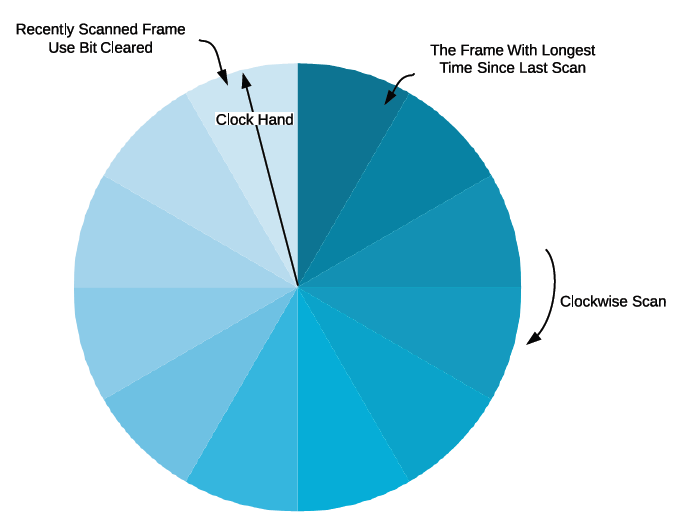 Recently Scanned Frame
Use Bit Cleared
The Frame With Longest
Time Since Last Scan
Clock Hand
Clockwise Scan